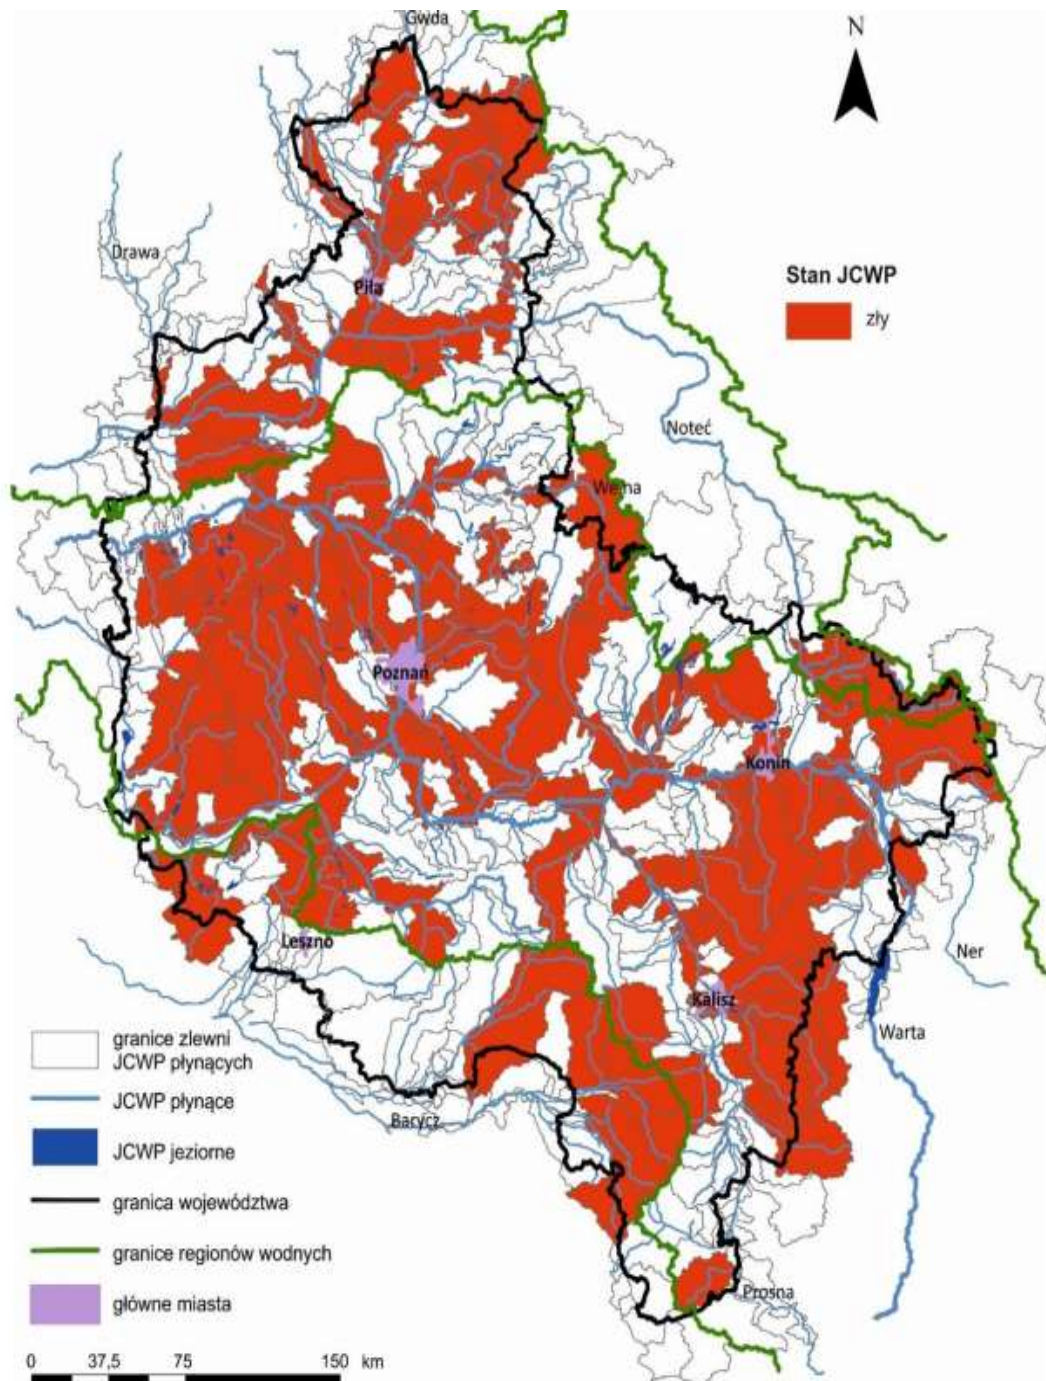 Gwda
N
Drawa
Stan JCWP
Piła
zły
Noteć
Wełna
Poznań
Konin
Leszno
Ner
Kalisz
Warta
granice zlewni
JCWP płynących
JCWP płynące
Barycz
JCWP jeziorne
granica województwa
granice regionów wodnych
Prosna
główne miasta
0 37,5 75 150 km